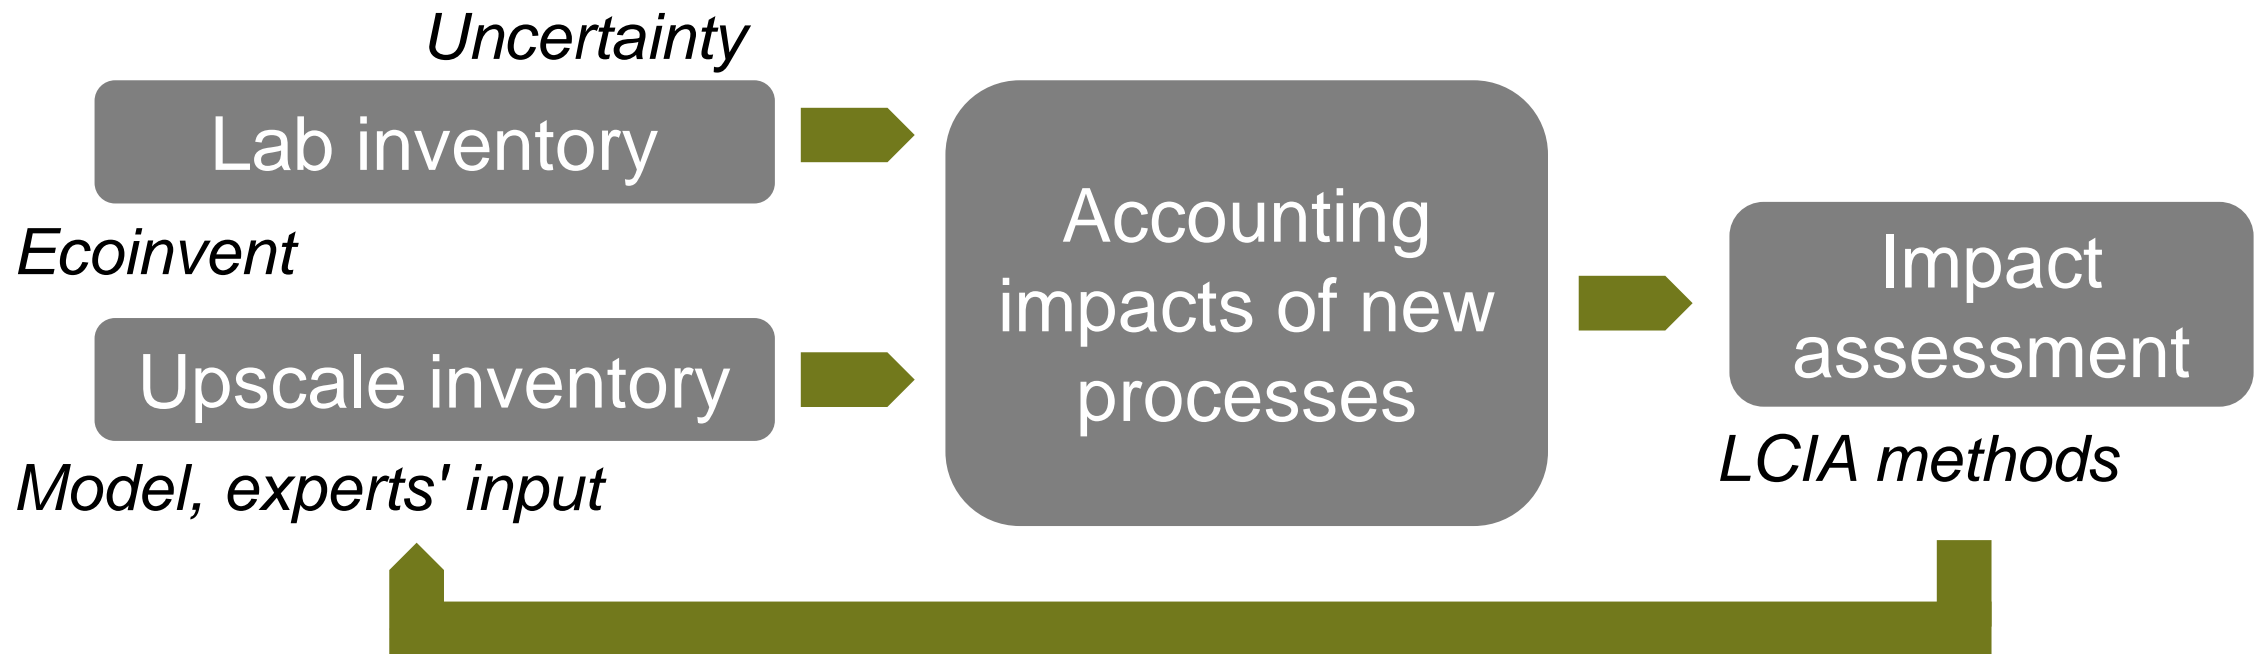 Uncertainty
Lab inventory
Ecoinvent
Upscale inventory
Model, experts' input
Accounting
impacts of new
processes
Impact
assessment
LCIA methods